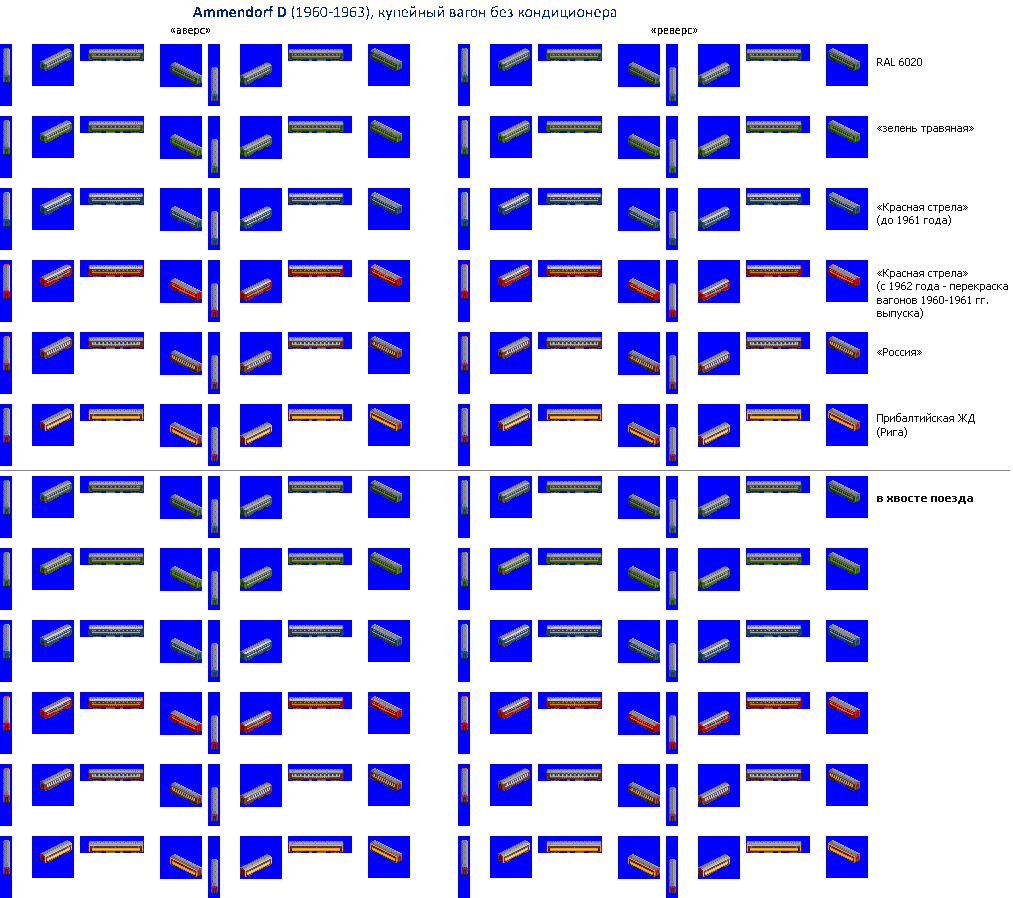 Ammendorf D (1960-1963), купейный вагон без кондиционера
«аверс»
«реверс»
RAL 6020
«зелень травяная»
«Красная стрела»
(до 1961 года)
«Красная стрела»
(с 1962 года - перекраска
вагонов 1960-1961 гг.
выпуска)
«Россия»
Прибалтийская ЖД
(Рига)
в хвосте поезда